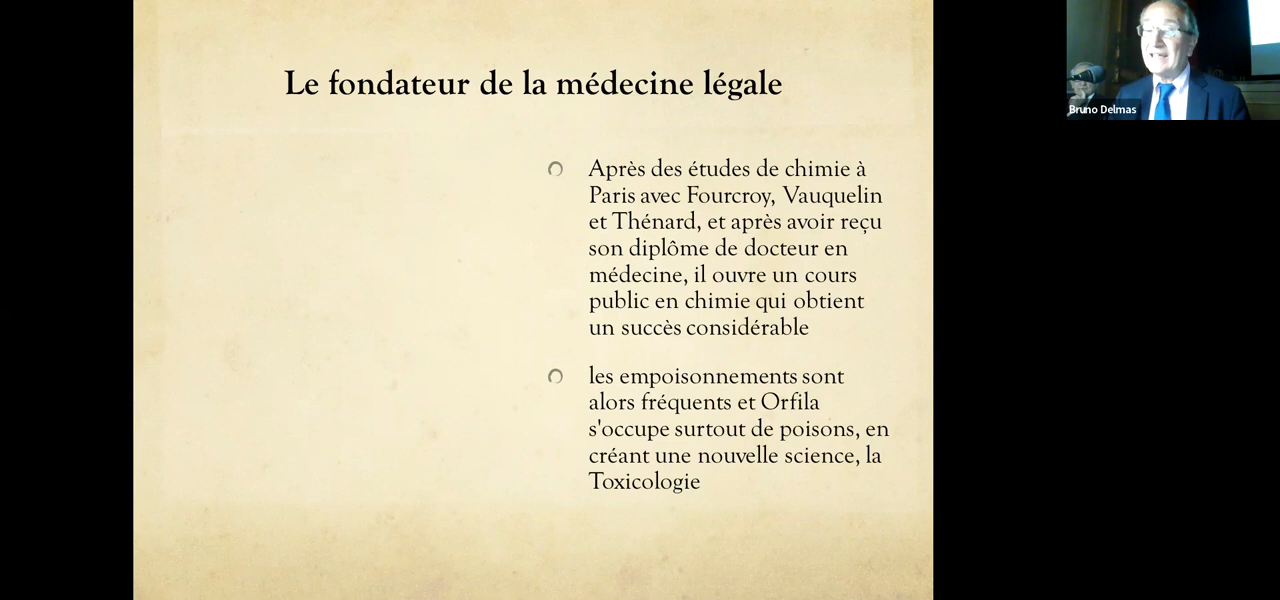 Le fondateur de la médecine légale
Après des études de chimie à
Paris avec Fourcroy, Vauquelin
et Thénard, et après avoir reçu
son diplôme de docteur en
médecine, il ouvre un cours
public en chimie qui obtient
un succès considérable
les empoisonnements sont
alors fréquents et Orfila
s'occupe surtout de poisons, en
créant une nouvelle science, la
Toxicologie
Bruno Delmas